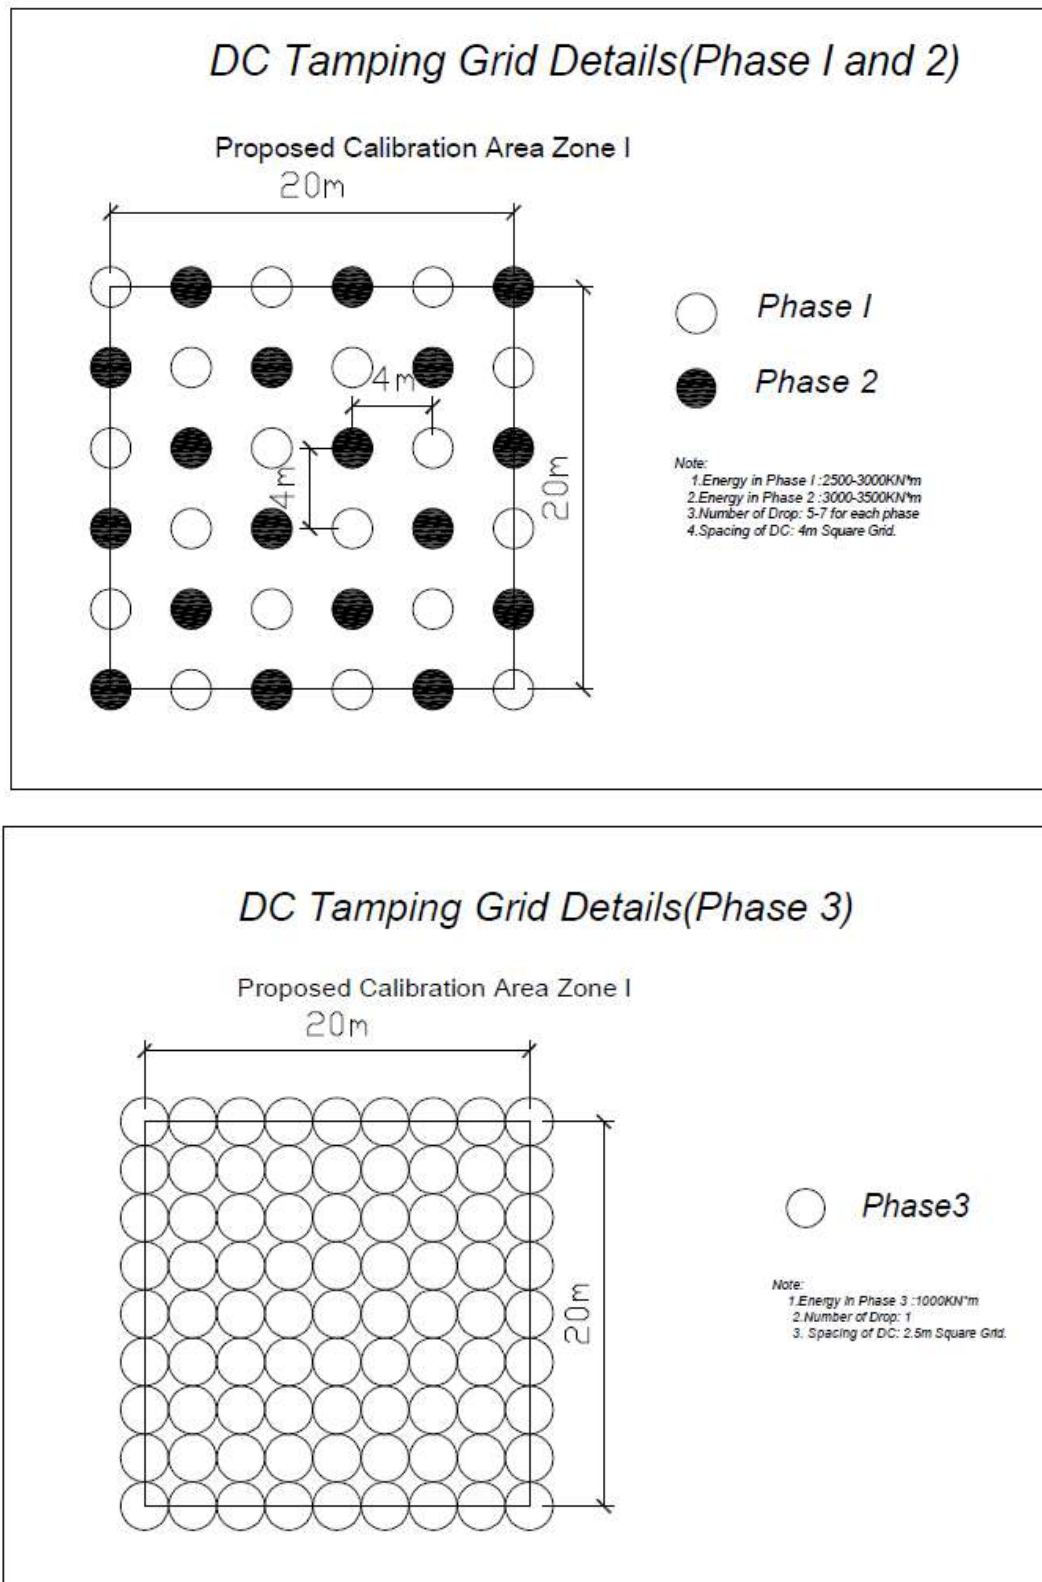 DC Tamping Grid Details(Phase I and 2)
Proposed Calibration Area Zone I
20m
Phase I
Phase 2
4m
4m
20m
Note:
1.Energy in Phase I :2500-3000KN*m
2.Energy in Phase 2 :3000-3500KN*m
3.Number of Drop: 5-7 for each phase
4.Spacing of DC: 4m Square Grid.
DC Tamping Grid Details(Phase 3)
Proposed Calibration Area Zone I
20m
Phase3
20m
Note:
1.Energy in Phase 3 :1000KN*m
2.Number of Drop: 1
3. Spacing of DC: 2.5m Square Grid.